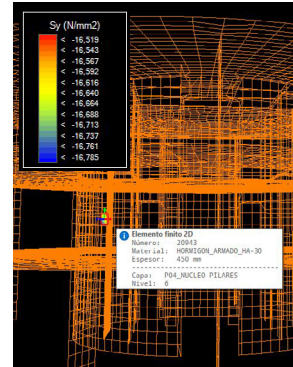 Sy (N/mm2)
< -16,519
< -16,543
< -16,567
< -16,592
< -16,616
< -16,640
< -16,664
< -16,688
< -16,713
< -16,737
< -16,761
< -16,785
Elemento finito 2D
Número: 20943
Material: HORMIGON_ARMADO_HA-30
Espesor: 450 mm
------------------------------------
Capa: P04_NUCLEO PILARES
Nivel: 6